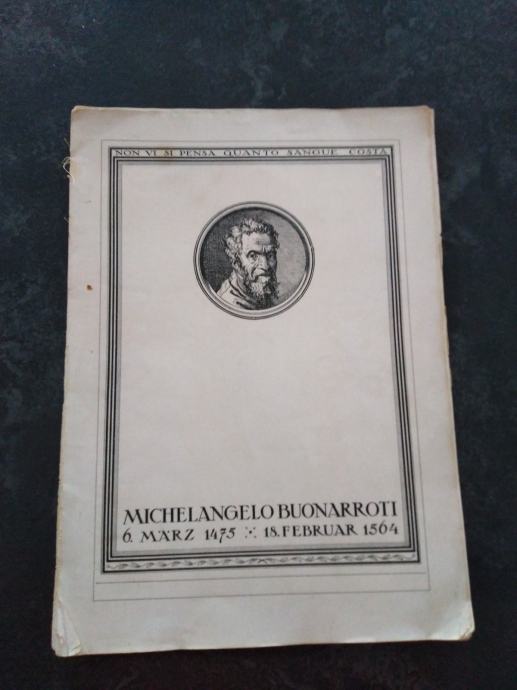 NON VI SI PENSA QUANTO SANGUE COSTA
MICHELANGELO BUONARROTI
6. MÄRZ 1475 ∵ 18. FEBRUAR 1564